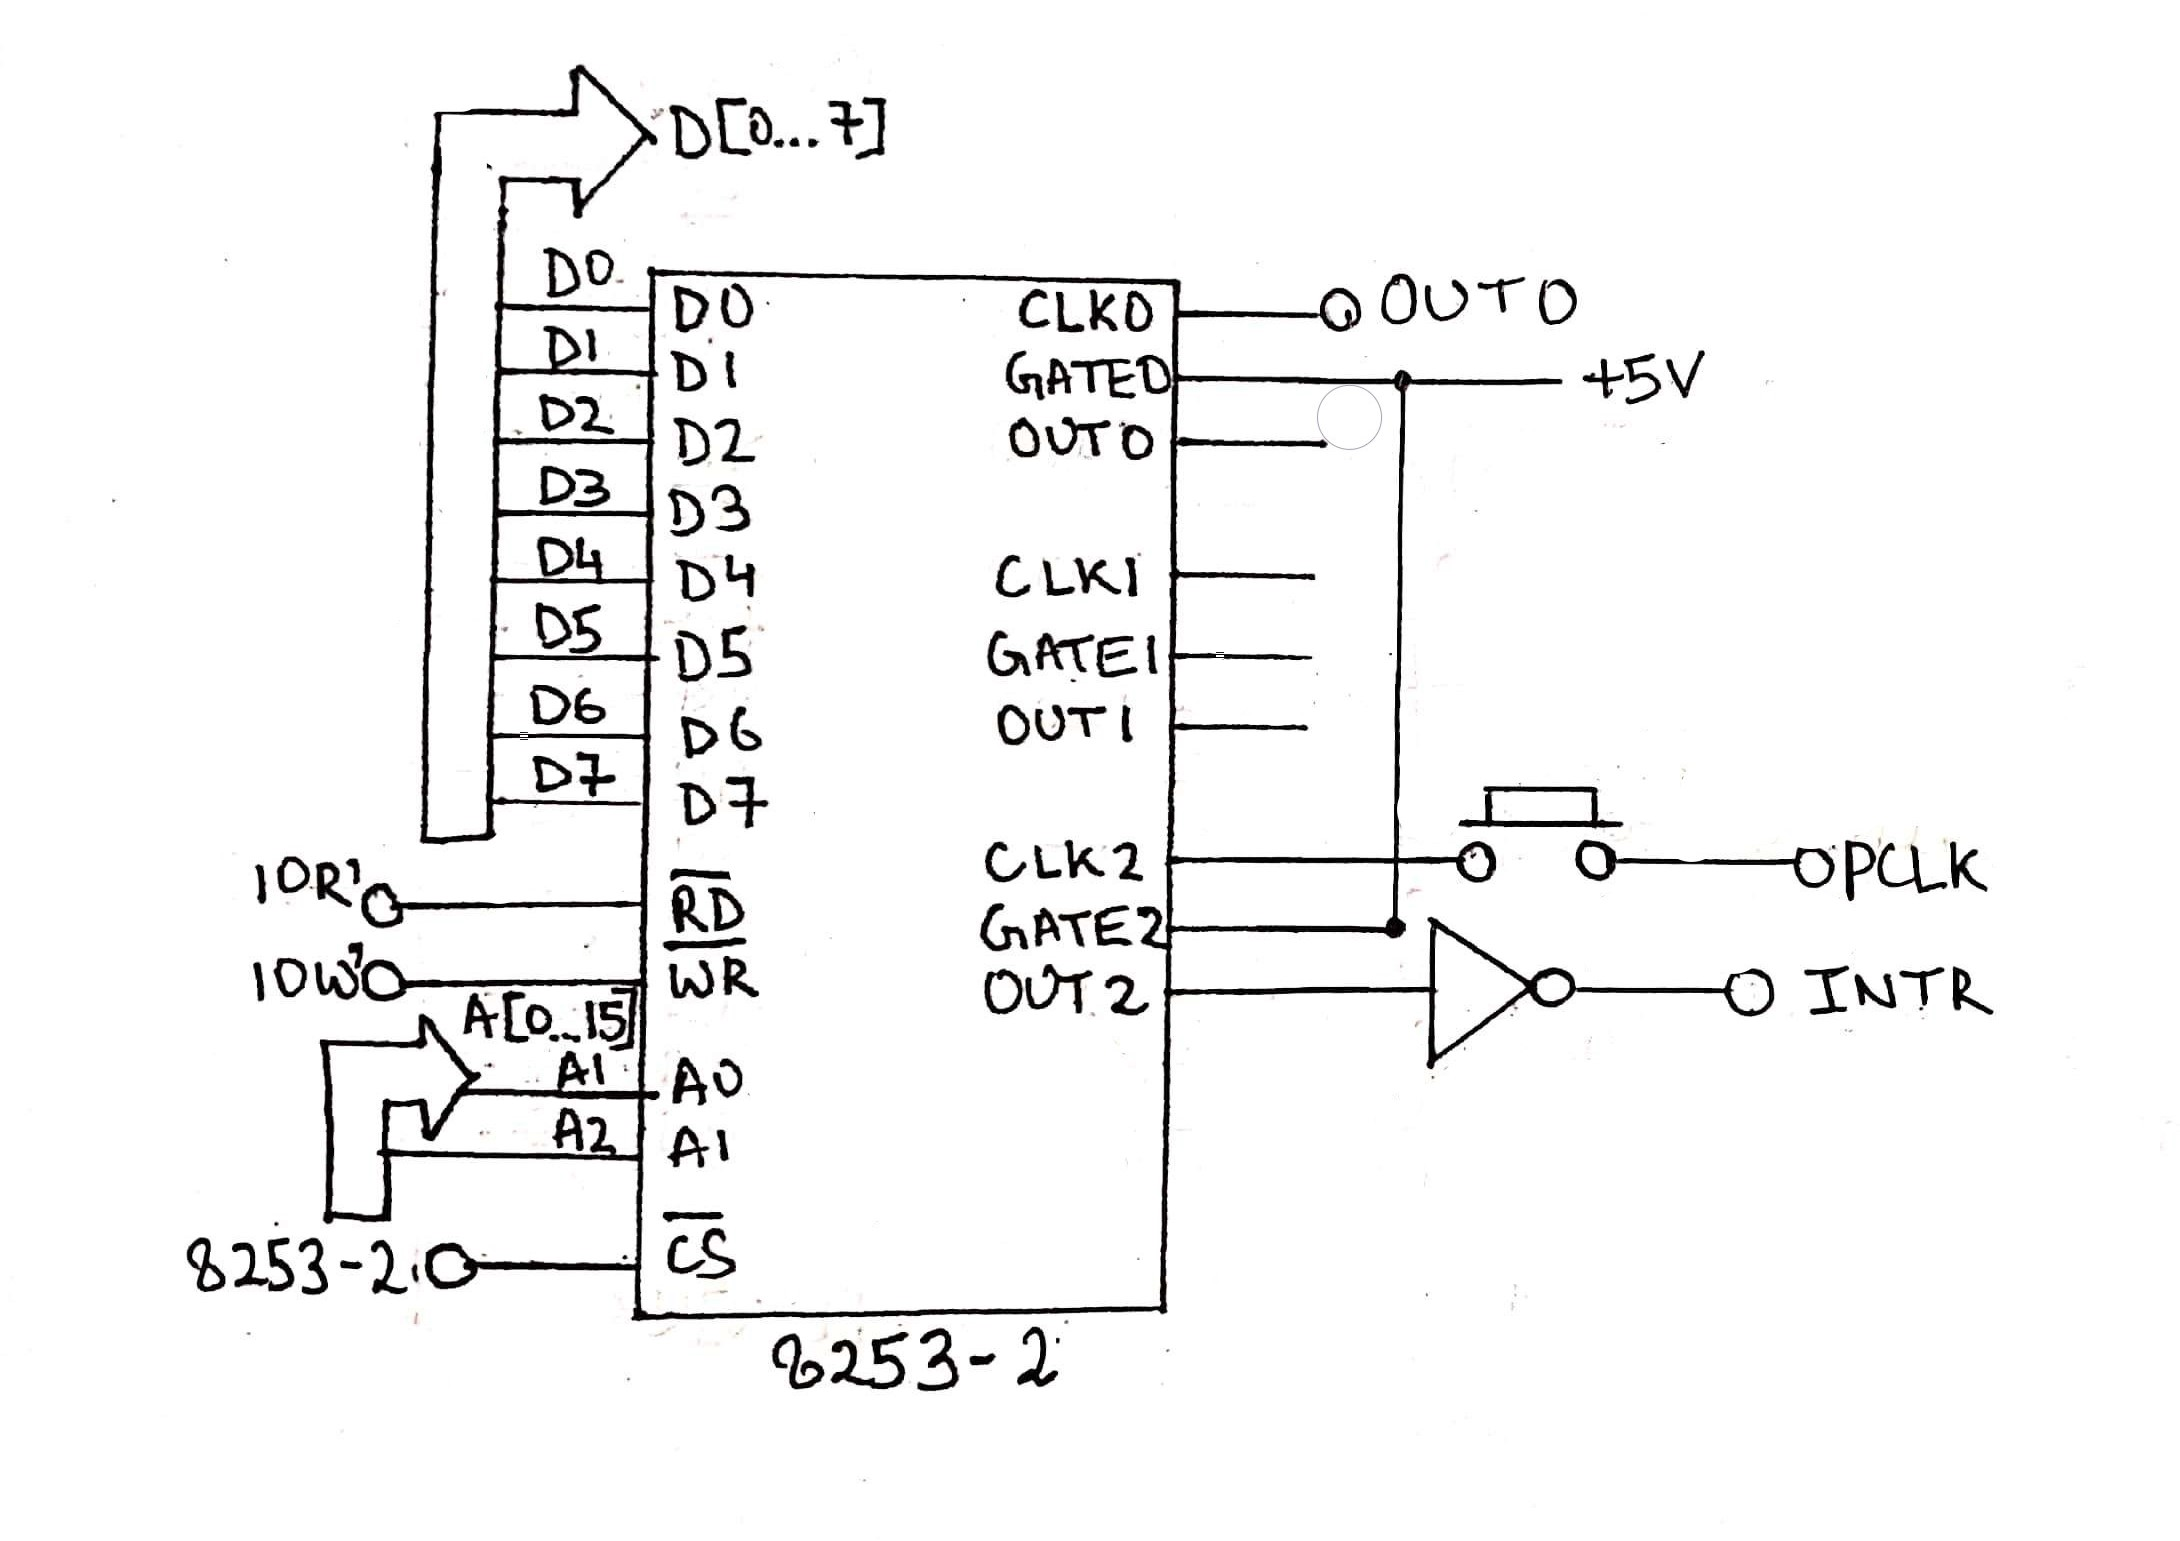 D[0...7]
D0
D0 CLK0 OUT0
D1
D1 GATE0 +5V
D2
D2 OUT0
D3
D3
D4
D4 CLK1
D5
D5 GATE1
D6
D6 OUT1
D7
D7
CLK2 PCLK
IOR'
RD GATE2
IOW'
WR OUT2 INTR
A[0..15]
A1
A0
A2
A1
8253-2 CS
8253-2